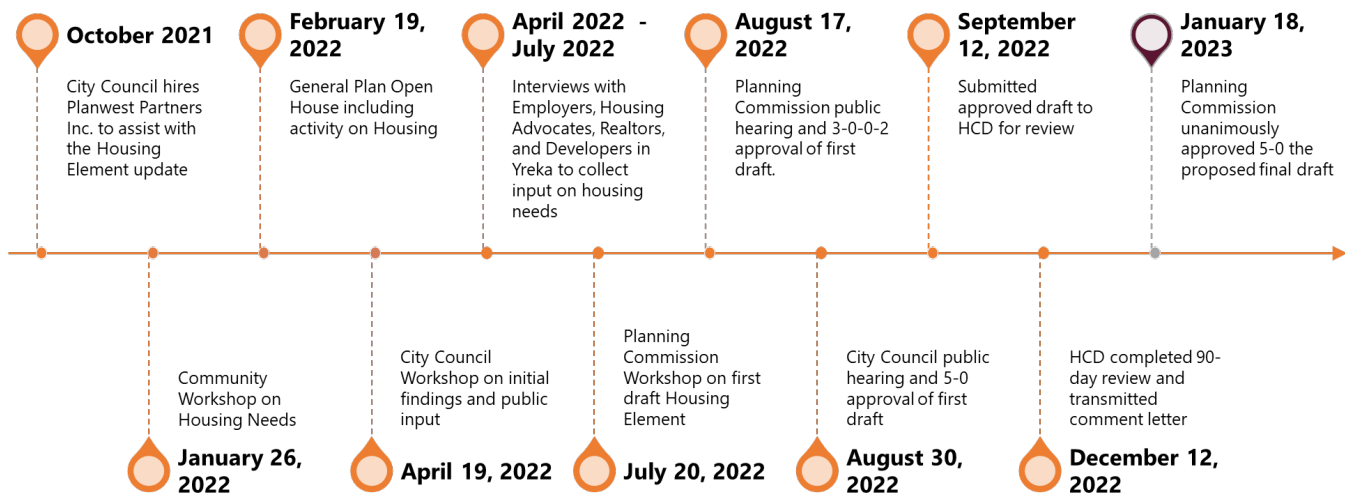 October 2021
City Council hires
Planwest Partners
Inc. to assist with
the Housing
Element update
February 19,
2022
General Plan Open
House including
activity on Housing
April 2022 -
July 2022
Interviews with
Employers, Housing
Advocates, Realtors,
and Developers in
Yreka to collect
input on housing
needs
August 17,
2022
Planning
Commission public
hearing and 3-0-0-2
approval of first
draft.
September
12, 2022
Submitted
approved draft to
HCD for review
January 18,
2023
Planning
Commission
unanimously
approved 5-0 the
proposed final draft
Community
Workshop on
Housing Needs
January 26,
2022
City Council
Workshop on initial
findings and public
input
April 19, 2022
Planning
Commission
Workshop on first
draft Housing
Element
July 20, 2022
City Council public
hearing and 5-0
approval of first
draft
August 30,
2022
HCD completed 90-
day review and
transmitted
comment letter
December 12,
2022